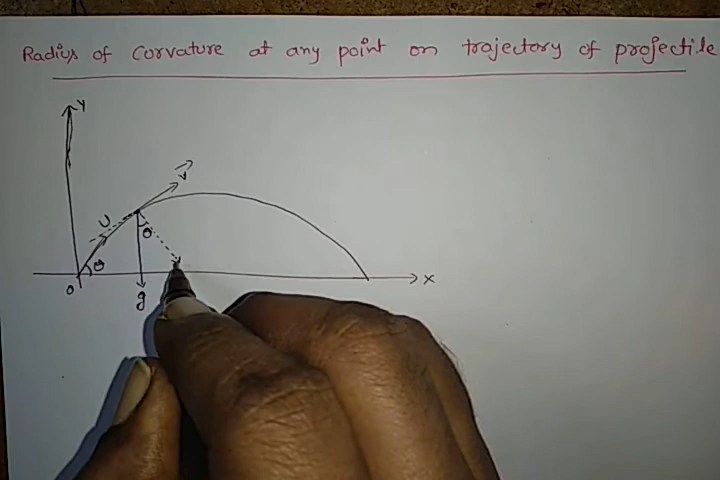 Radius of Corvature at any point on trajectory of projectile
Y
v
U
θ
θ
O
g
X